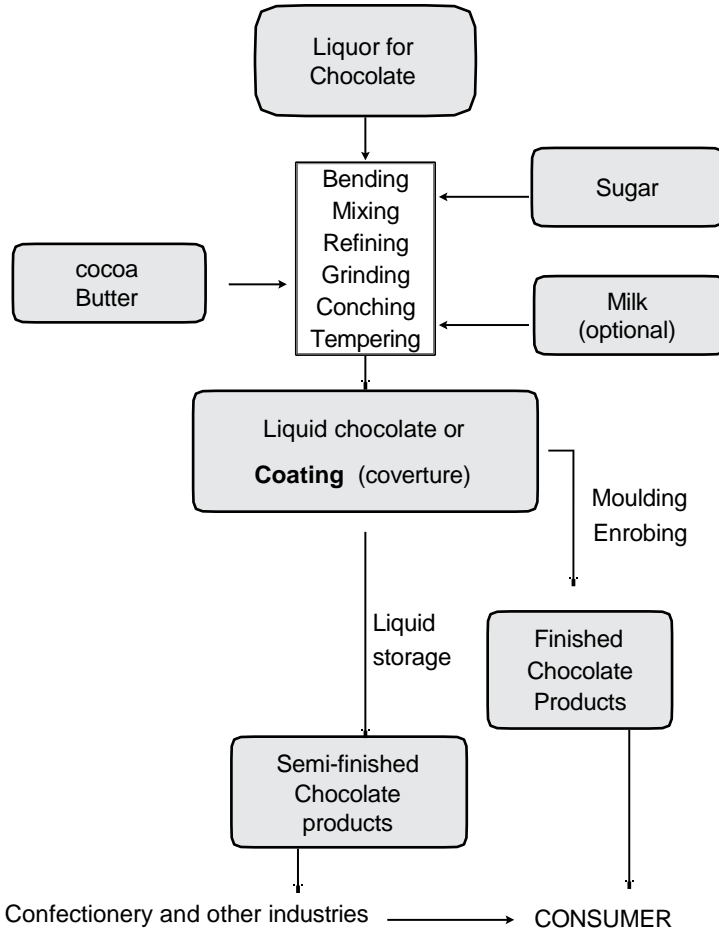 Liquor for
Chocolate
Bending
Mixing
Refining
Grinding
Conching
Tempering
Sugar
cocoa
Butter
Milk
(optional)
Liquid chocolate or
Coating (coverture)
Moulding
Enrobing
Liquid
storage
Finished
Chocolate
Products
Semi-finished
Chocolate
products
Confectionery and other industries
CONSUMER